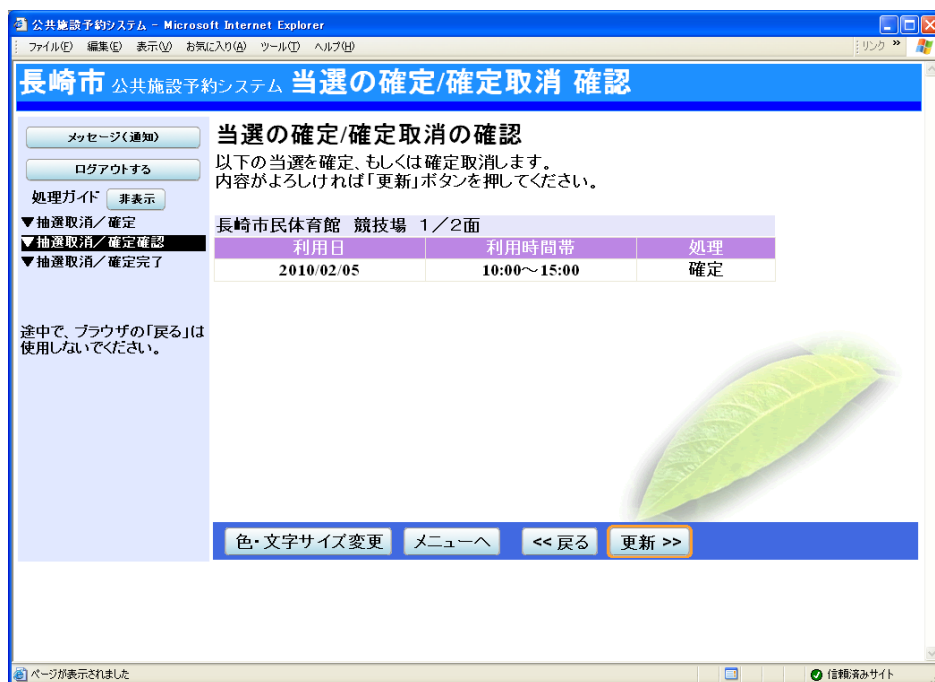 公共施設予約システム - Microsoft Internet Explorer
ファイル(F) 編集(E) 表示(V) お気に入り(A) ツール(T) ヘルプ(H)
リンク »
長崎市 公共施設予約システム 当選の確定/確定取消 確認
メッセージ(通知)
ログアウトする
処理ガイド 非表示
▼抽選取消/確定
▼抽選取消/確定確認
▼抽選取消/確定完了
途中で、ブラウザの「戻る」は
使用しないでください。
当選の確定/確定取消の確認
以下の当選を確定、もしくは確定取消します。
内容がよろしければ「更新」ボタンを押してください。
長崎市民体育館 競技場 1/2面
利用日 利用時間帯 処理
2010/02/05 10:00~15:00 確定
色・文字サイズ変更 メニューへ << 戻る 更新 >>
ページが表示されました
信頼済みサイト